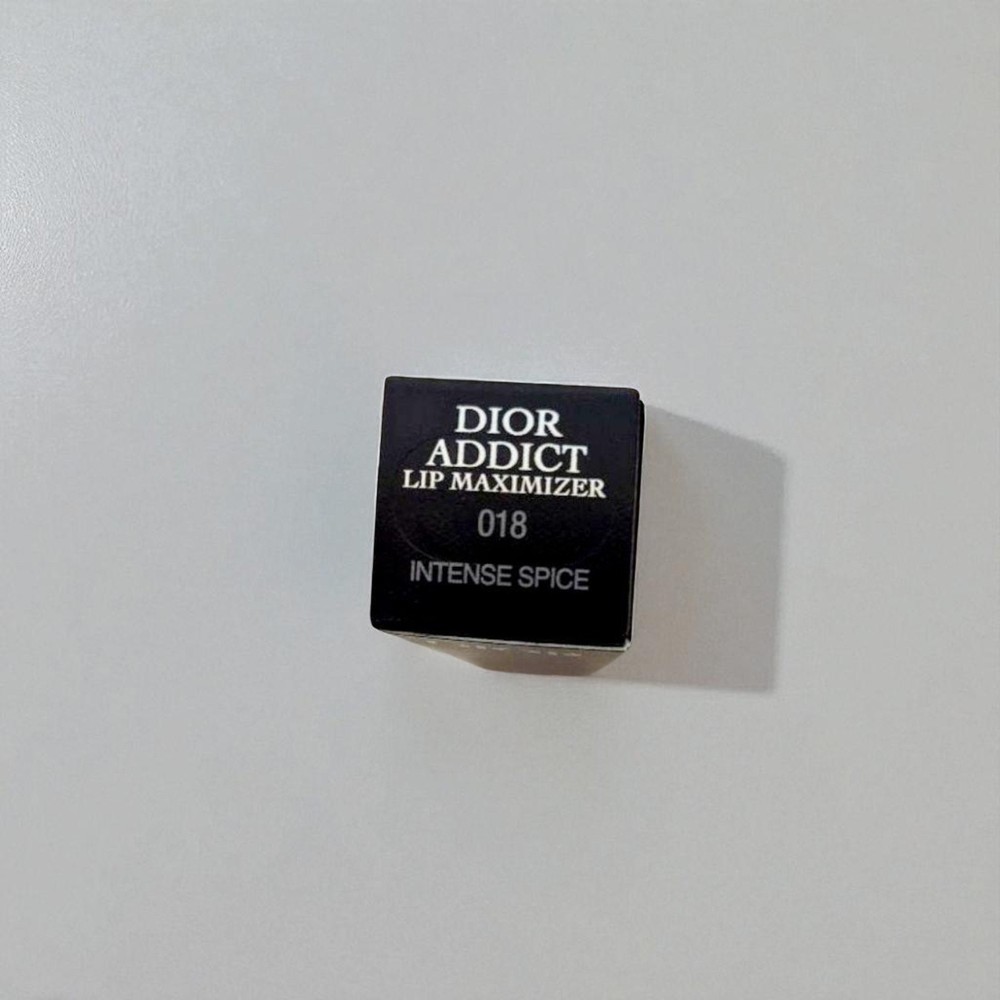 DIOR
ADDICT
LIP MAXIMIZER
018
INTENSE SPICE